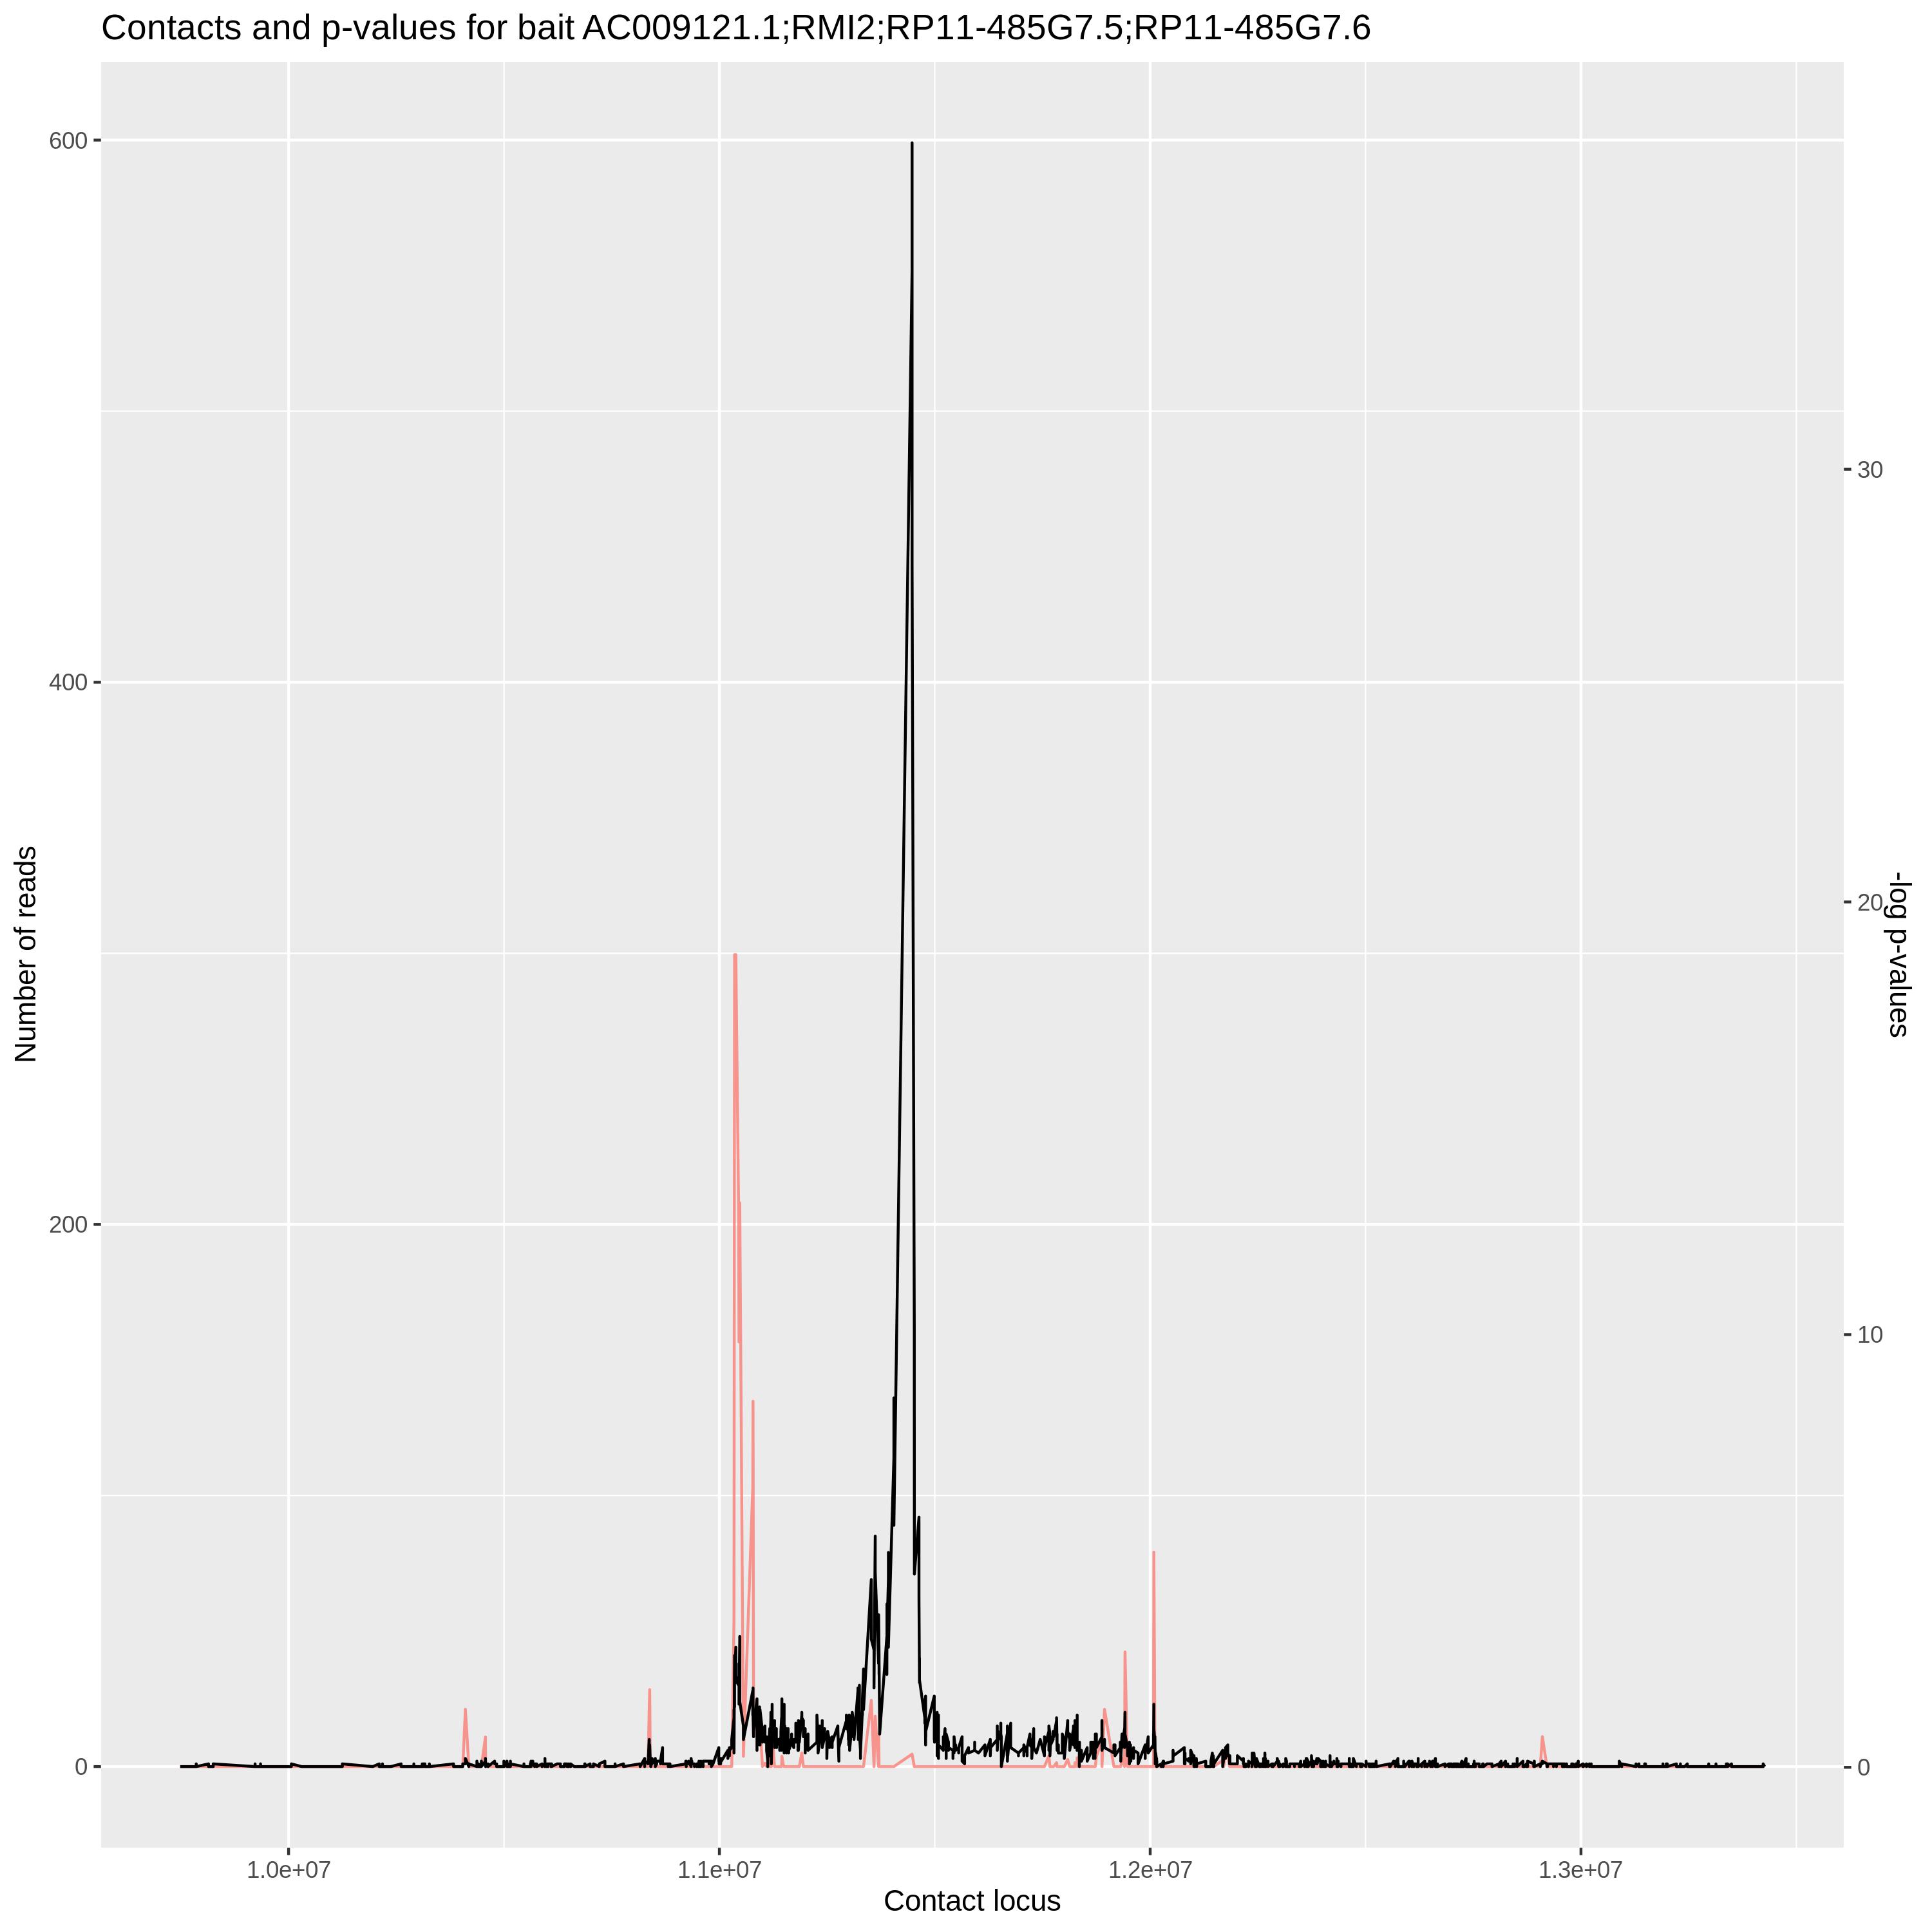 Contacts and p-values for bait AC009121.1;RMI2;RP11-485G7.5;RP11-485G7.6
600
400
200
0
Number of reads
30
20
10
0
-log p-values
1.0e+07
1.1e+07
1.2e+07
1.3e+07
Contact locus